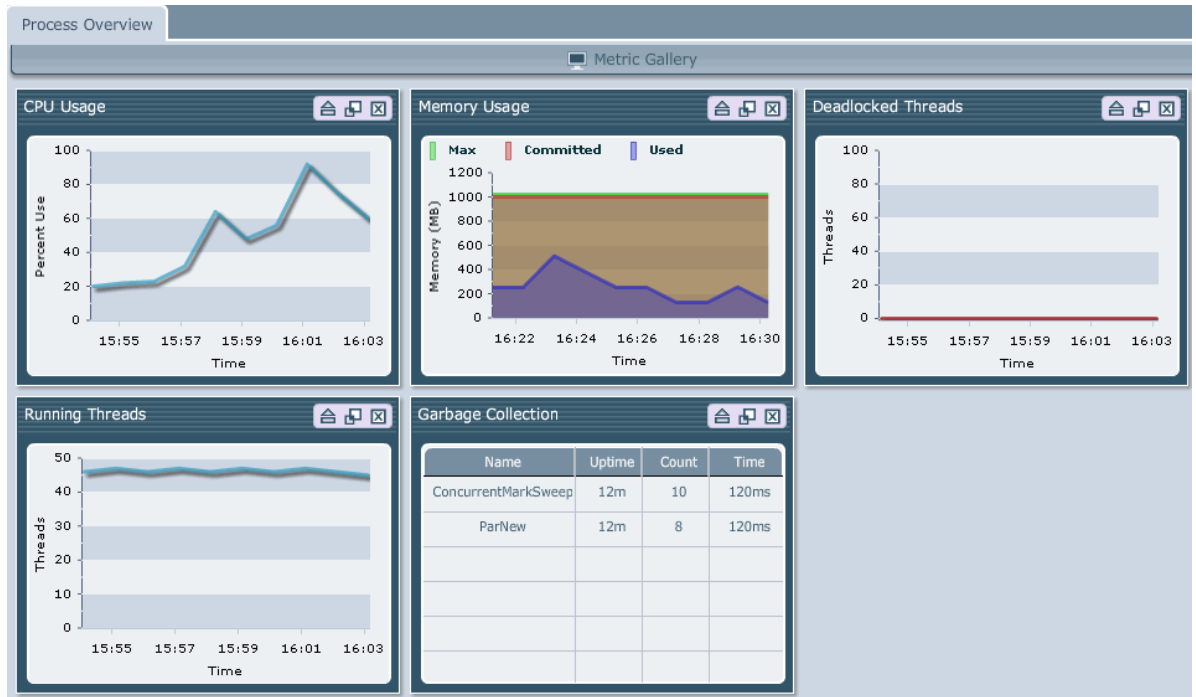 Process Overview
Metric Gallery
CPU Usage
100
80
60
40
20
0
Percent Use
15:55 15:57 15:59 16:01 16:03
Time
Memory Usage
Max Committed Used
1200
1000
800
600
400
200
0
Memory (MB)
16:22 16:24 16:26 16:28 16:30
Time
Deadlocked Threads
100
80
60
40
20
0
Threads
15:55 15:57 15:59 16:01 16:03
Time
Running Threads
50
40
30
20
10
0
Threads
15:55 15:57 15:59 16:01 16:03
Time
Garbage Collection
Name Uptime Count Time
ConcurrentMarkSweep 12m 10 120ms
ParNew 12m 8 120ms